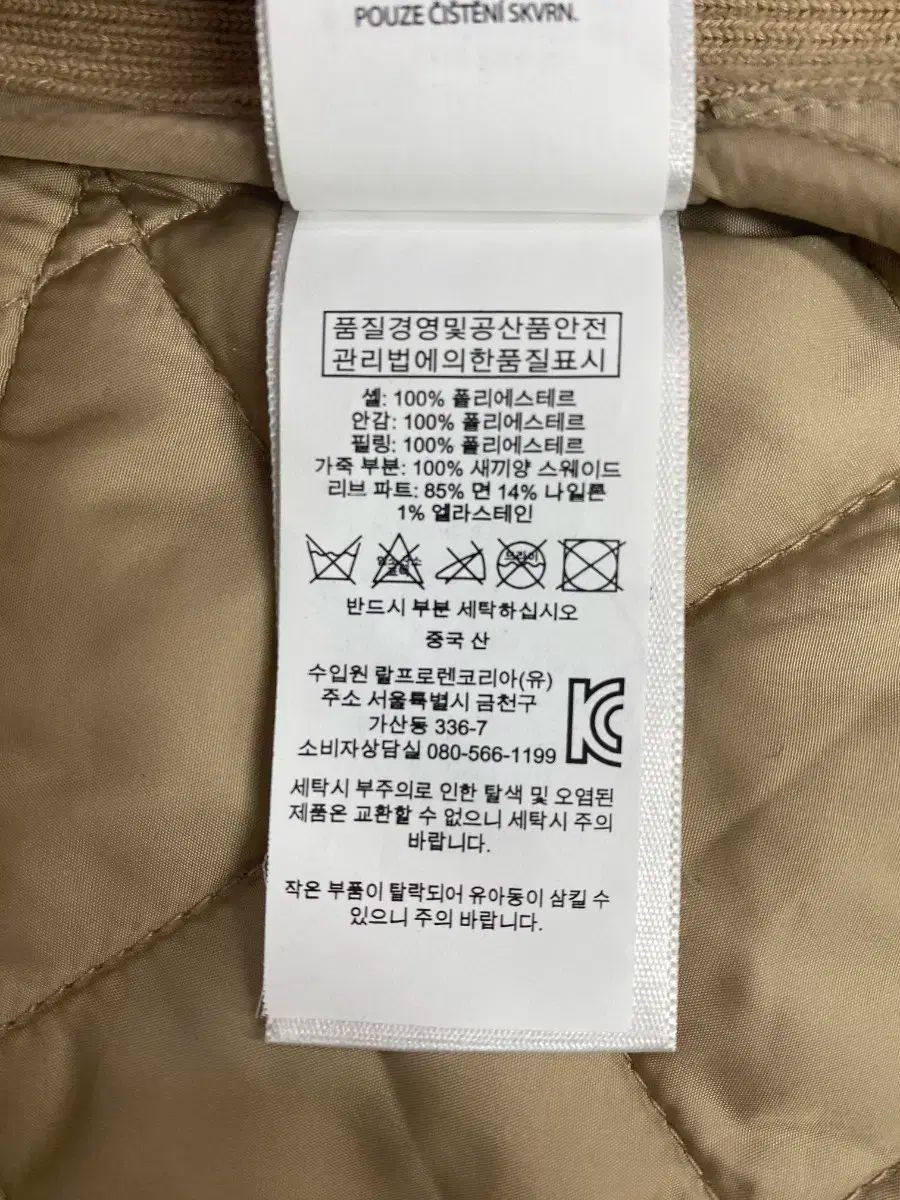 POUZE ČIŠTĚNÍ SKVRN.
품질경영및공산품안전
관리법에의한품질표시
셸: 100% 폴리에스테르
안감: 100% 폴리에스테르
필링: 100% 폴리에스테르
가죽 부분: 100% 새끼양 스웨이드
리브 파트: 85% 면 14% 나일론
1% 엘라스테인
드라이
반드시 부분 세탁하십시오
중국 산
수입원 랄프로렌코리아(유)
주소 서울특별시 금천구
가산동 336-7
소비자상담실 080-566-1199
세탁시 부주의로 인한 탈색 및 오염된
제품은 교환할 수 없으니 세탁시 주의
바랍니다.
작은 부품이 탈락되어 유아동이 삼킬 수
있으니 주의 바랍니다.